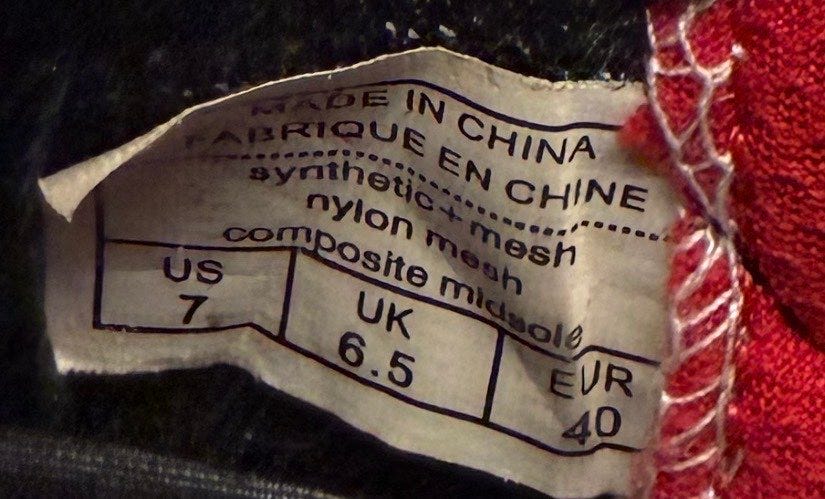 MADE IN CHINA
FABRIQUE EN CHINE
synthetic+mesh
nylon mesh
composite midsole
US
7
UK
6.5
EUR
40